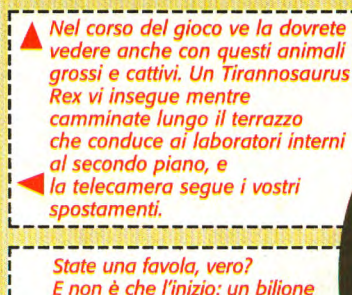 Nel corso del gioco ve la dovrete
vedere anche con questi animali
grossi e cattivi. Un Tirannosaurus
Rex vi insegue mentre
camminate lungo il terrazzo
che conduce ai laboratori interni
al secondo piano, e
la telecamera segue i vostri
spostamenti.
State una favola, vero?
E non è che l'inizio: un bilione